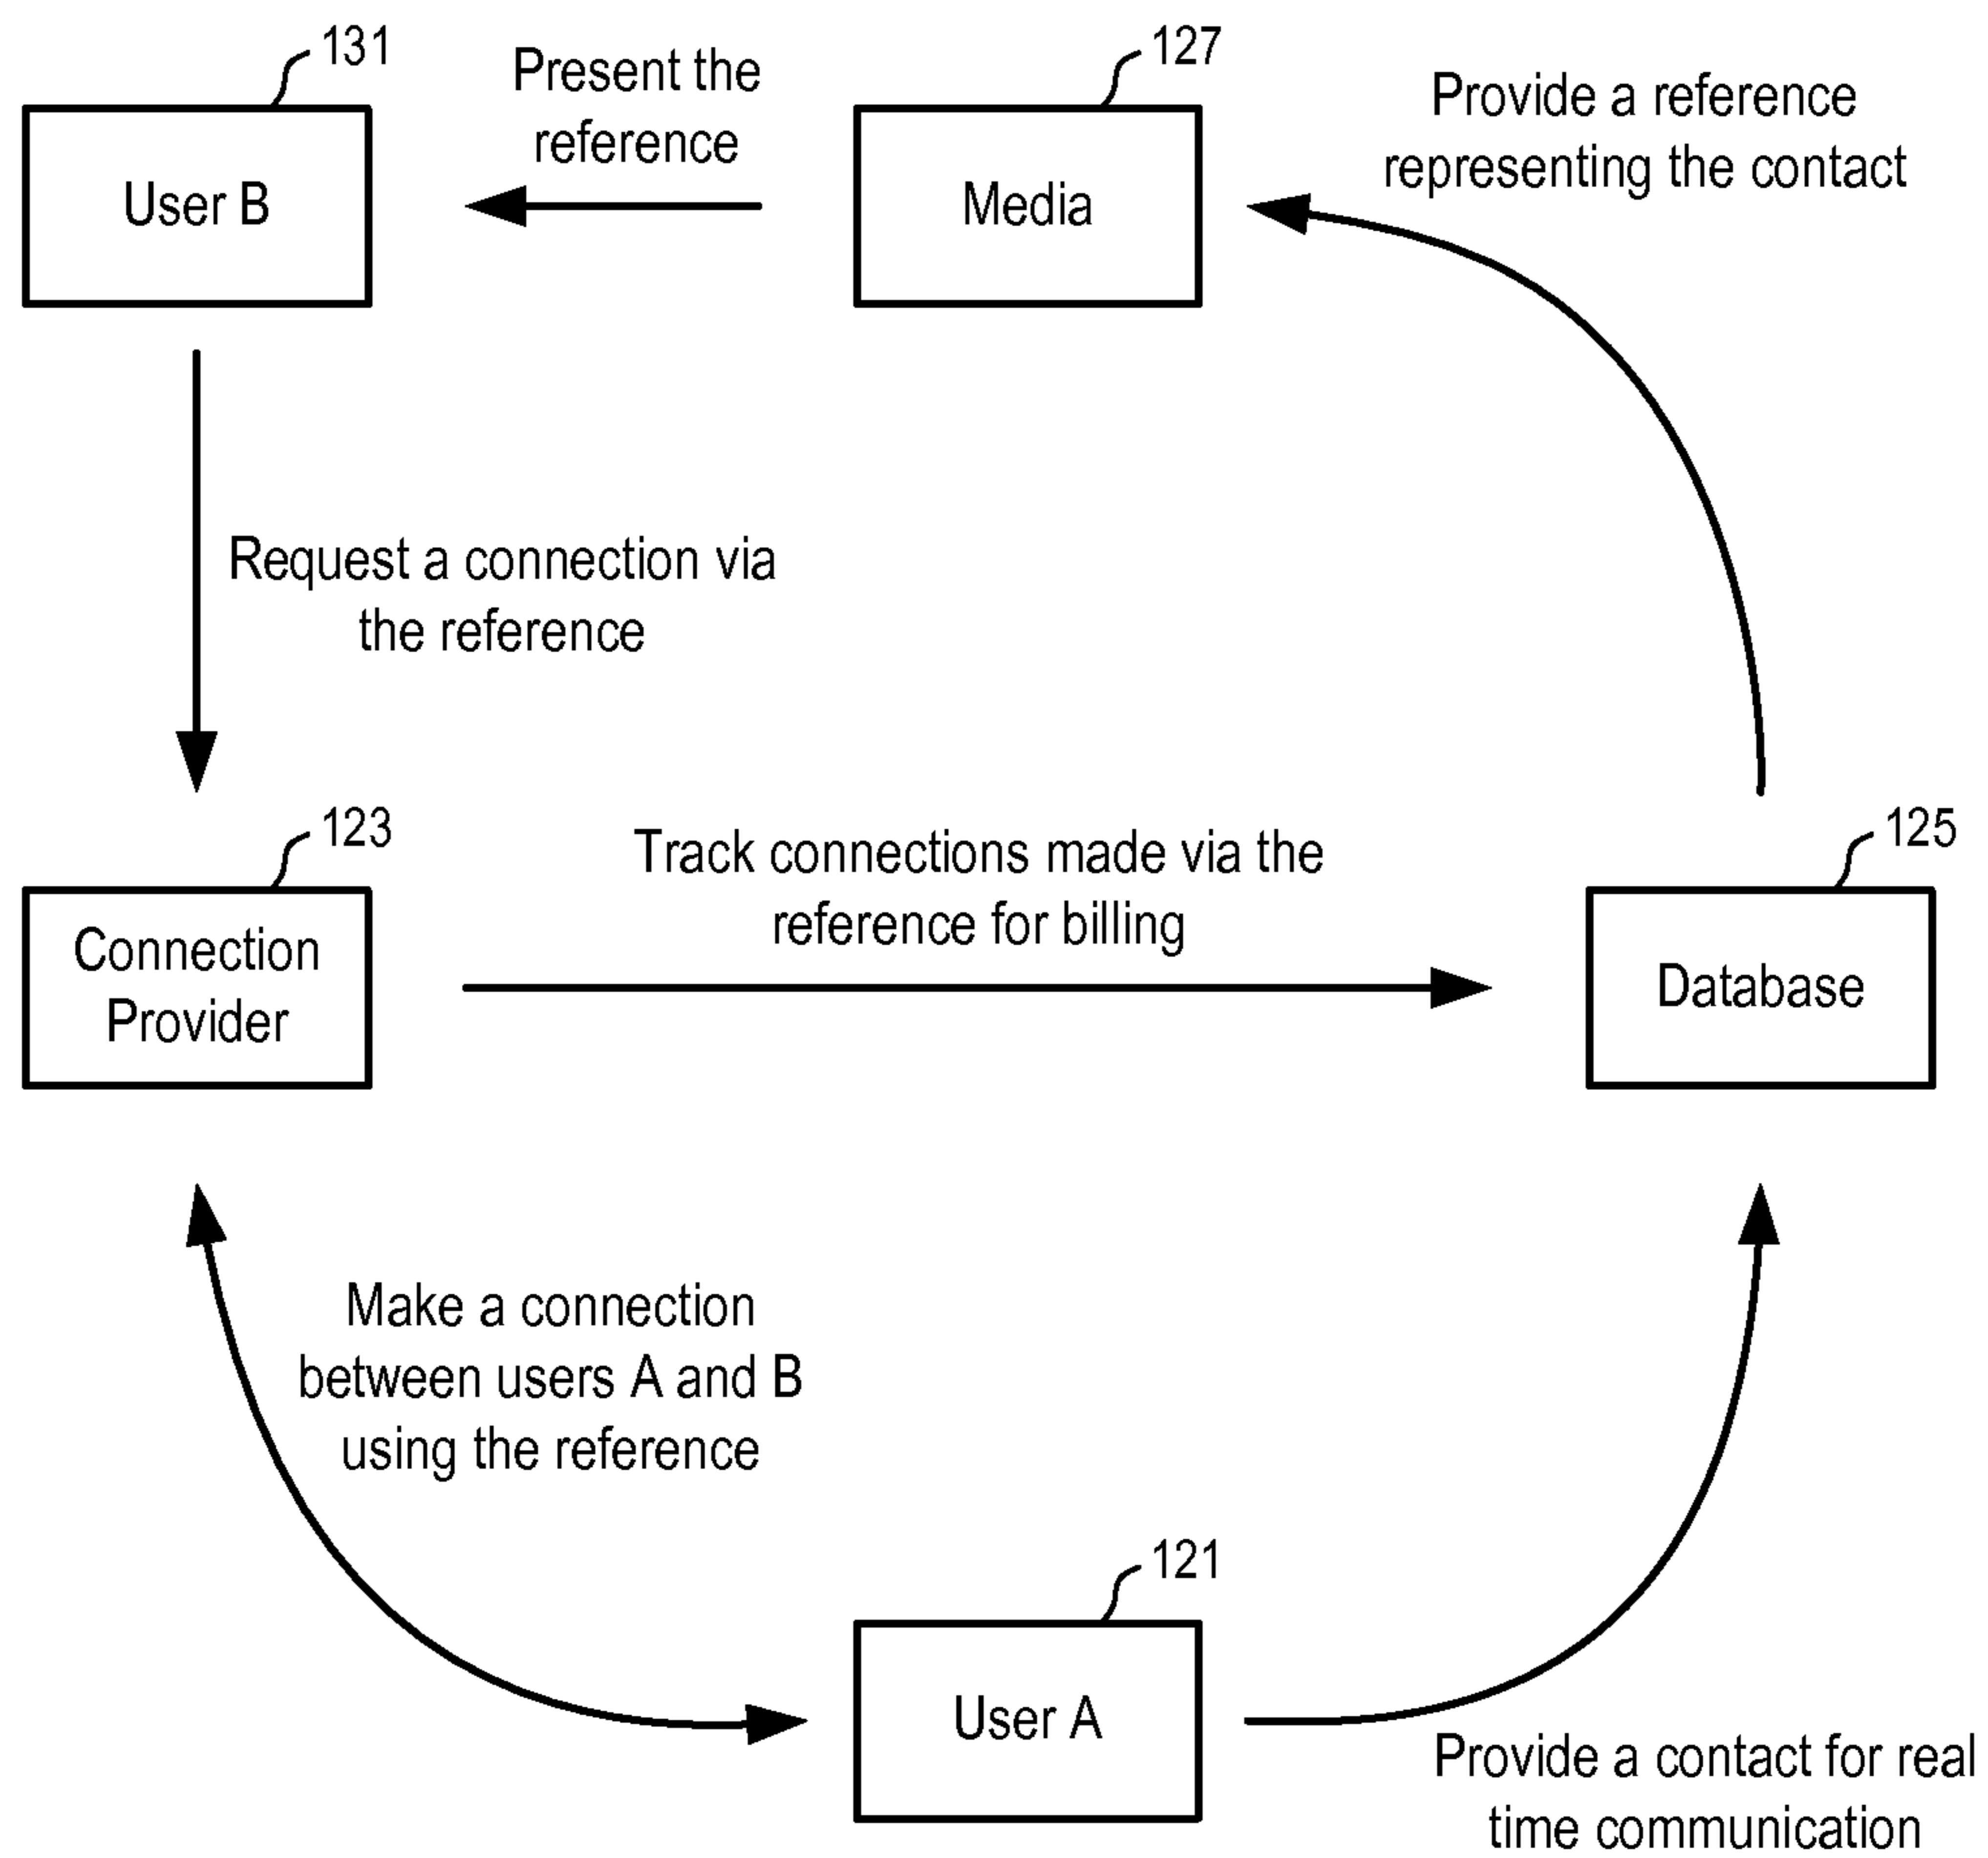 131
Present the
reference
127
Provide a reference
representing the contact
User B
Media
Request a connection via
the reference
123
Track connections made via the
reference for billing
125
Connection
Provider
Database
Make a connection
between users A and B
using the reference
121
User A
Provide a contact for real
time communication